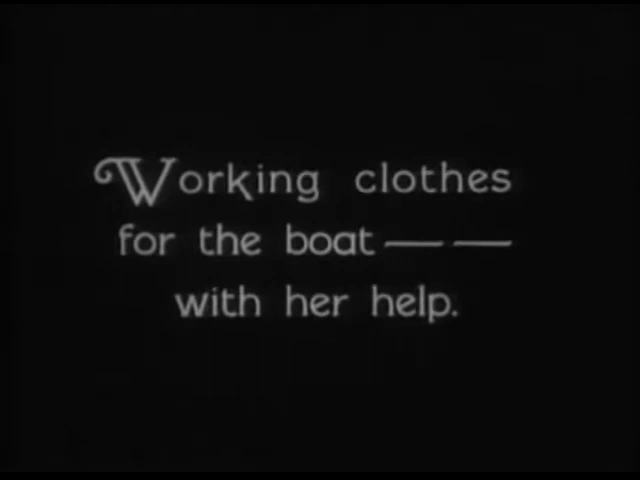 Working clothes
for the boat — —
with her help.